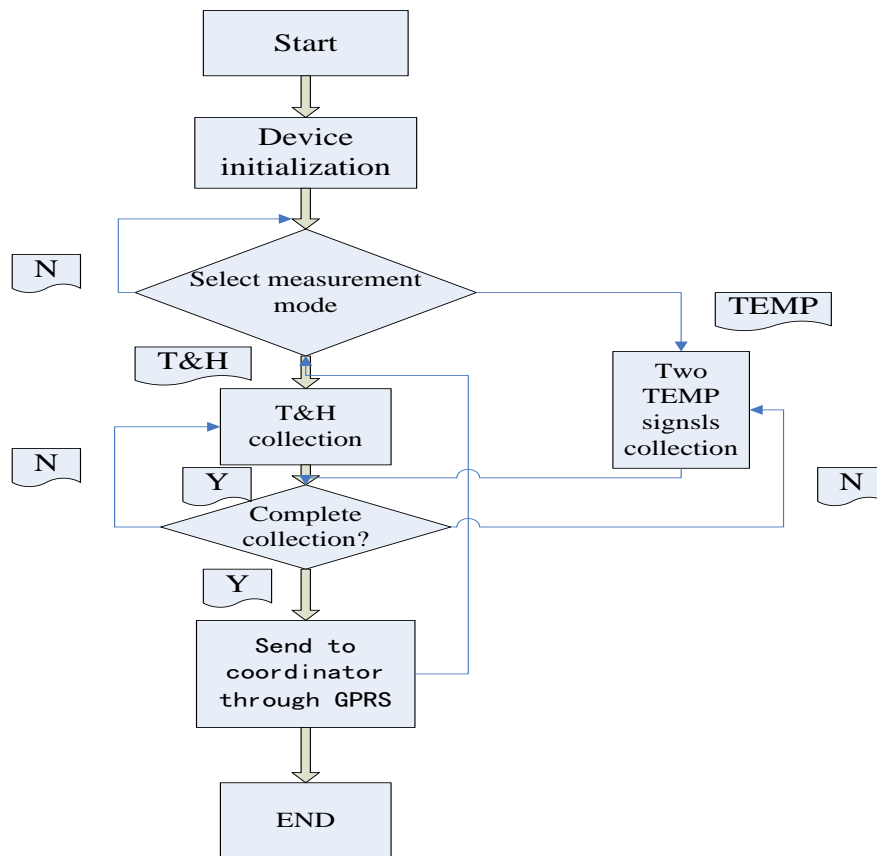 Start
Device
initialization
N
Select measurement
mode
TEMP
T&H
Two
TEMP
signsls
collection
T&H
collection
N
Y
N
Complete
collection?
Y
Send to
coordinator
through GPRS
END